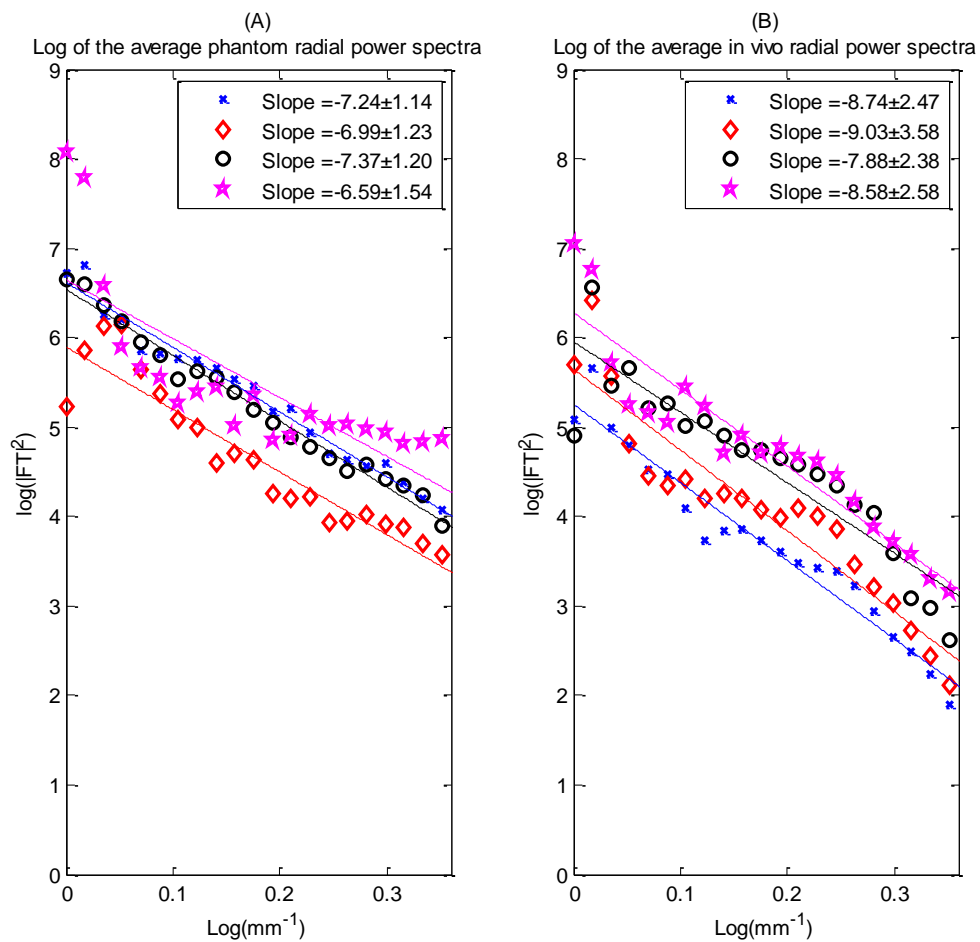 (A)
Log of the average phantom radial power spectra
9
8
7
6
5
4
3
2
1
0
log(|FT|²)
Slope =-7.24±1.14
Slope =-6.99±1.23
Slope =-7.37±1.20
Slope =-6.59±1.54
0 0.1 0.2 0.3
Log(mm⁻¹)
(B)
Log of the average in vivo radial power spectra
9
8
7
6
5
4
3
2
1
0
log(|FT|²)
Slope =-8.74±2.47
Slope =-9.03±3.58
Slope =-7.88±2.38
Slope =-8.58±2.58
0 0.1 0.2 0.3
Log(mm⁻¹)